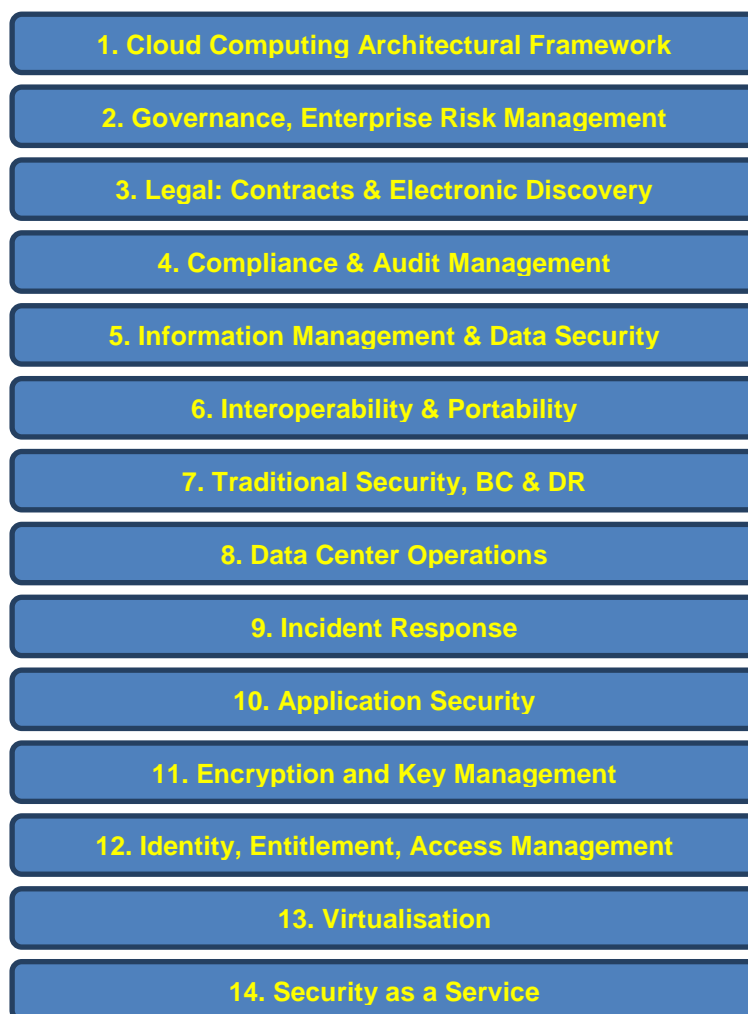 1. Cloud Computing Architectural Framework
2. Governance, Enterprise Risk Management
3. Legal: Contracts & Electronic Discovery
4. Compliance & Audit Management
5. Information Management & Data Security
6. Interoperability & Portability
7. Traditional Security, BC & DR
8. Data Center Operations
9. Incident Response
10. Application Security
11. Encryption and Key Management
12. Identity, Entitlement, Access Management
13. Virtualisation
14. Security as a Service